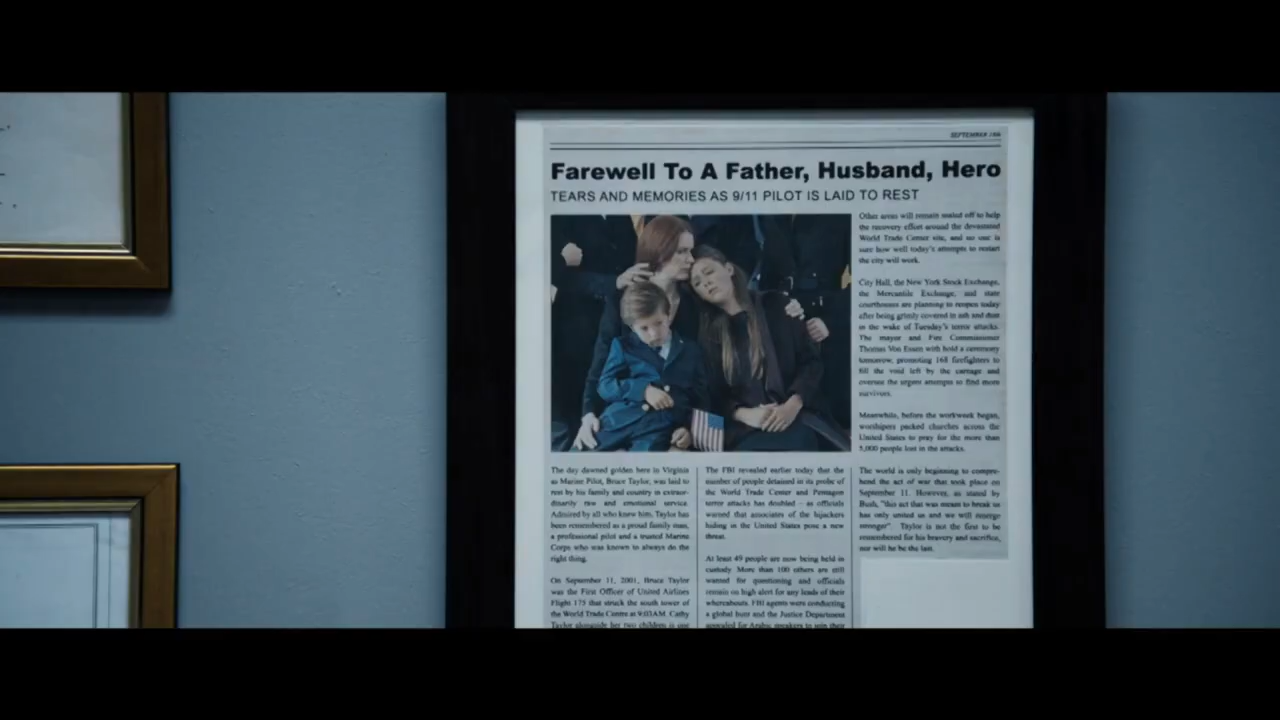 SEPTEMBER
Farewell To A Father, Husband, Hero
TEARS AND MEMORIES AS 9/11 PILOT IS LAID TO REST
The day dawned golden here in Virginia
as Marine Pilot, Bruce Taylor, was laid to
rest by his family and country in extraor-
dinarily raw and emotional service.
Admired by all who knew him, Taylor has
been remembered as a proud family man,
a professional pilot and a trusted Marine
Corps who was known to always do the
right thing.
On September 11, 2001, Bruce Taylor
was the First Officer of United Airlines
Flight 175 that struck the south tower of
the World Trade Centre at 9:03AM. Cathy
Taylor alongside her two children is one
The FBI revealed earlier today that the
number of people detained in its probe of
the World Trade Center and Pentagon
terror attacks has doubled – as officials
warned that associates of the hijackers
hiding in the United States pose a new
threat.
At least 49 people are now being held in
custody. More than 100 others are still
wanted for questioning and officials
remain on high alert for any leads of their
whereabouts. FBI agents were conducting
a global hunt and the Justice Department
appealed for Arabic speakers to join their
Other areas will remain sealed off to help
the recovery effort around the devastated
World Trade Center site, and no one is
sure how well today's attempts to restart
the city will work.
City Hall, the New York Stock Exchange,
the Mercantile Exchange, and state
courthouses are planning to reopen today
after being grimly covered in ash and dust
in the wake of Tuesday's terror attacks.
The mayor and Fire Commissioner
Thomas Von Essen with hold a ceremony
tomorrow, promoting 168 firefighters to
fill the void left by the carnage and
oversee the urgent attempts to find more
survivors.
Meanwhile, before the workweek began,
worshipers packed churches across the
United States to pray for the more than
5,000 people lost in the attacks.
The world is only beginning to compre-
hend the act of war that took place on
September 11. However, as stated by
Bush, "this act that was meant to break us
has only united us and we will emerge
stronger". Taylor is not the first to be
remembered for his bravery and sacrifice,
nor will he be the last.